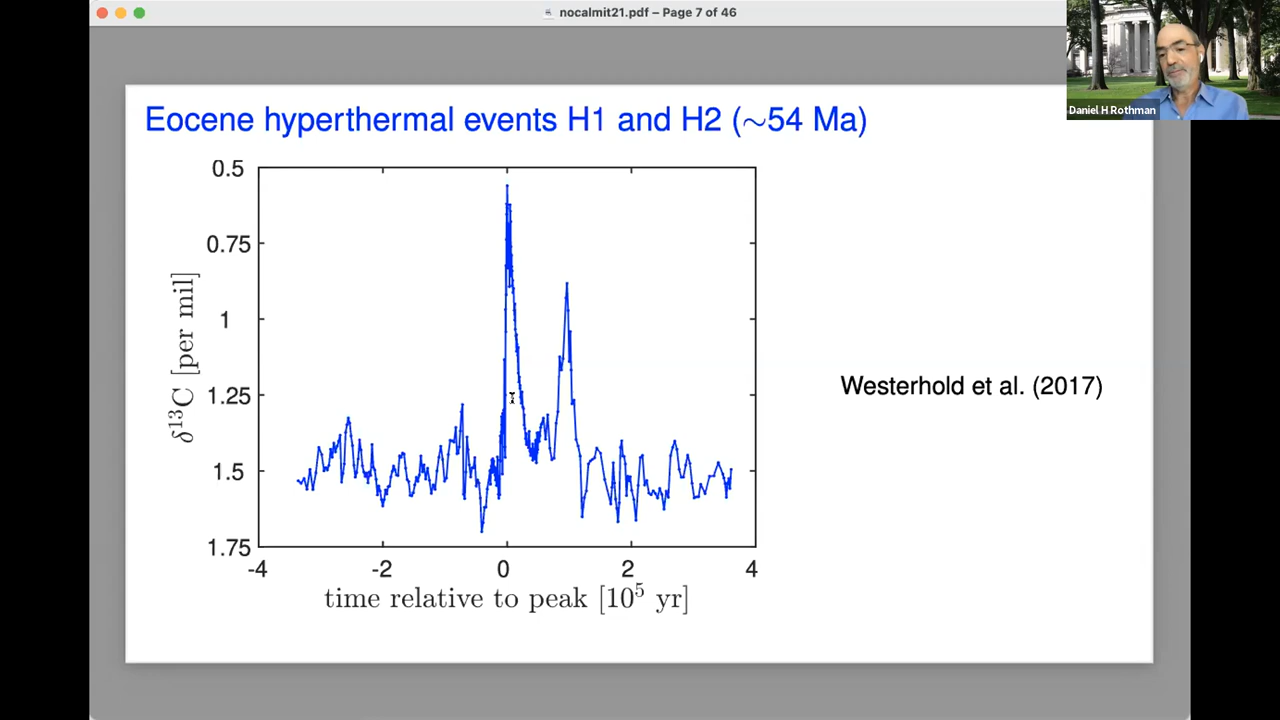 nocalmit21.pdf – Page 7 of 46
Daniel H Rothman
Eocene hyperthermal events H1 and H2 (~54 Ma)
0.5
0.75
1
1.25
1.5
1.75
δ¹³C [per mil]
-4
-2
0
2
4
time relative to peak [10⁵ yr]
Westerhold et al. (2017)